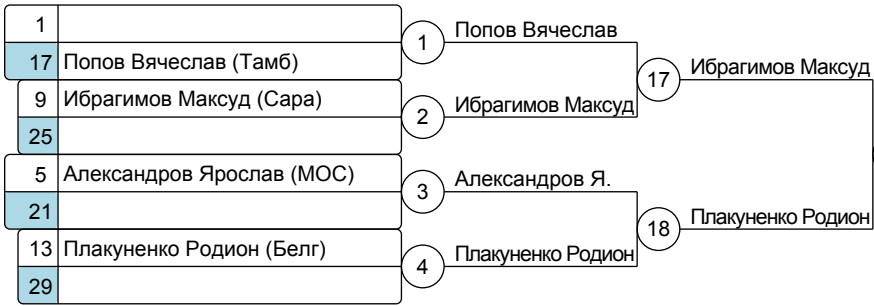 1
17 Попов Вячеслав (Тамб)
1
Попов Вячеслав
9 Ибрагимов Максуд (Сара)
25
2
Ибрагимов Максуд
17
Ибрагимов Максуд
5 Александров Ярослав (МОС)
21
3
Александров Я.
13 Плакуненко Родион (Белг)
29
4
Плакуненко Родион
18
Плакуненко Родион